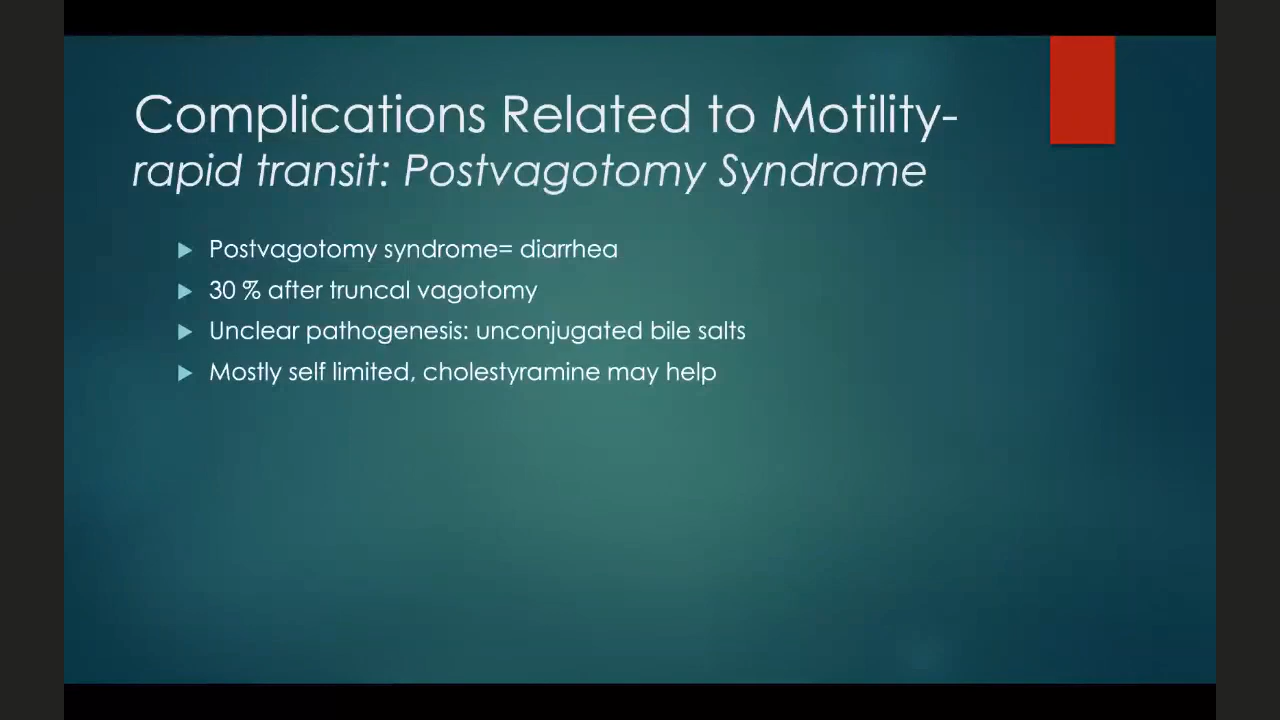 Complications Related to Motility-
rapid transit: Postvagotomy Syndrome
Postvagotomy syndrome= diarrhea
30 % after truncal vagotomy
Unclear pathogenesis: unconjugated bile salts
Mostly self limited, cholestyramine may help